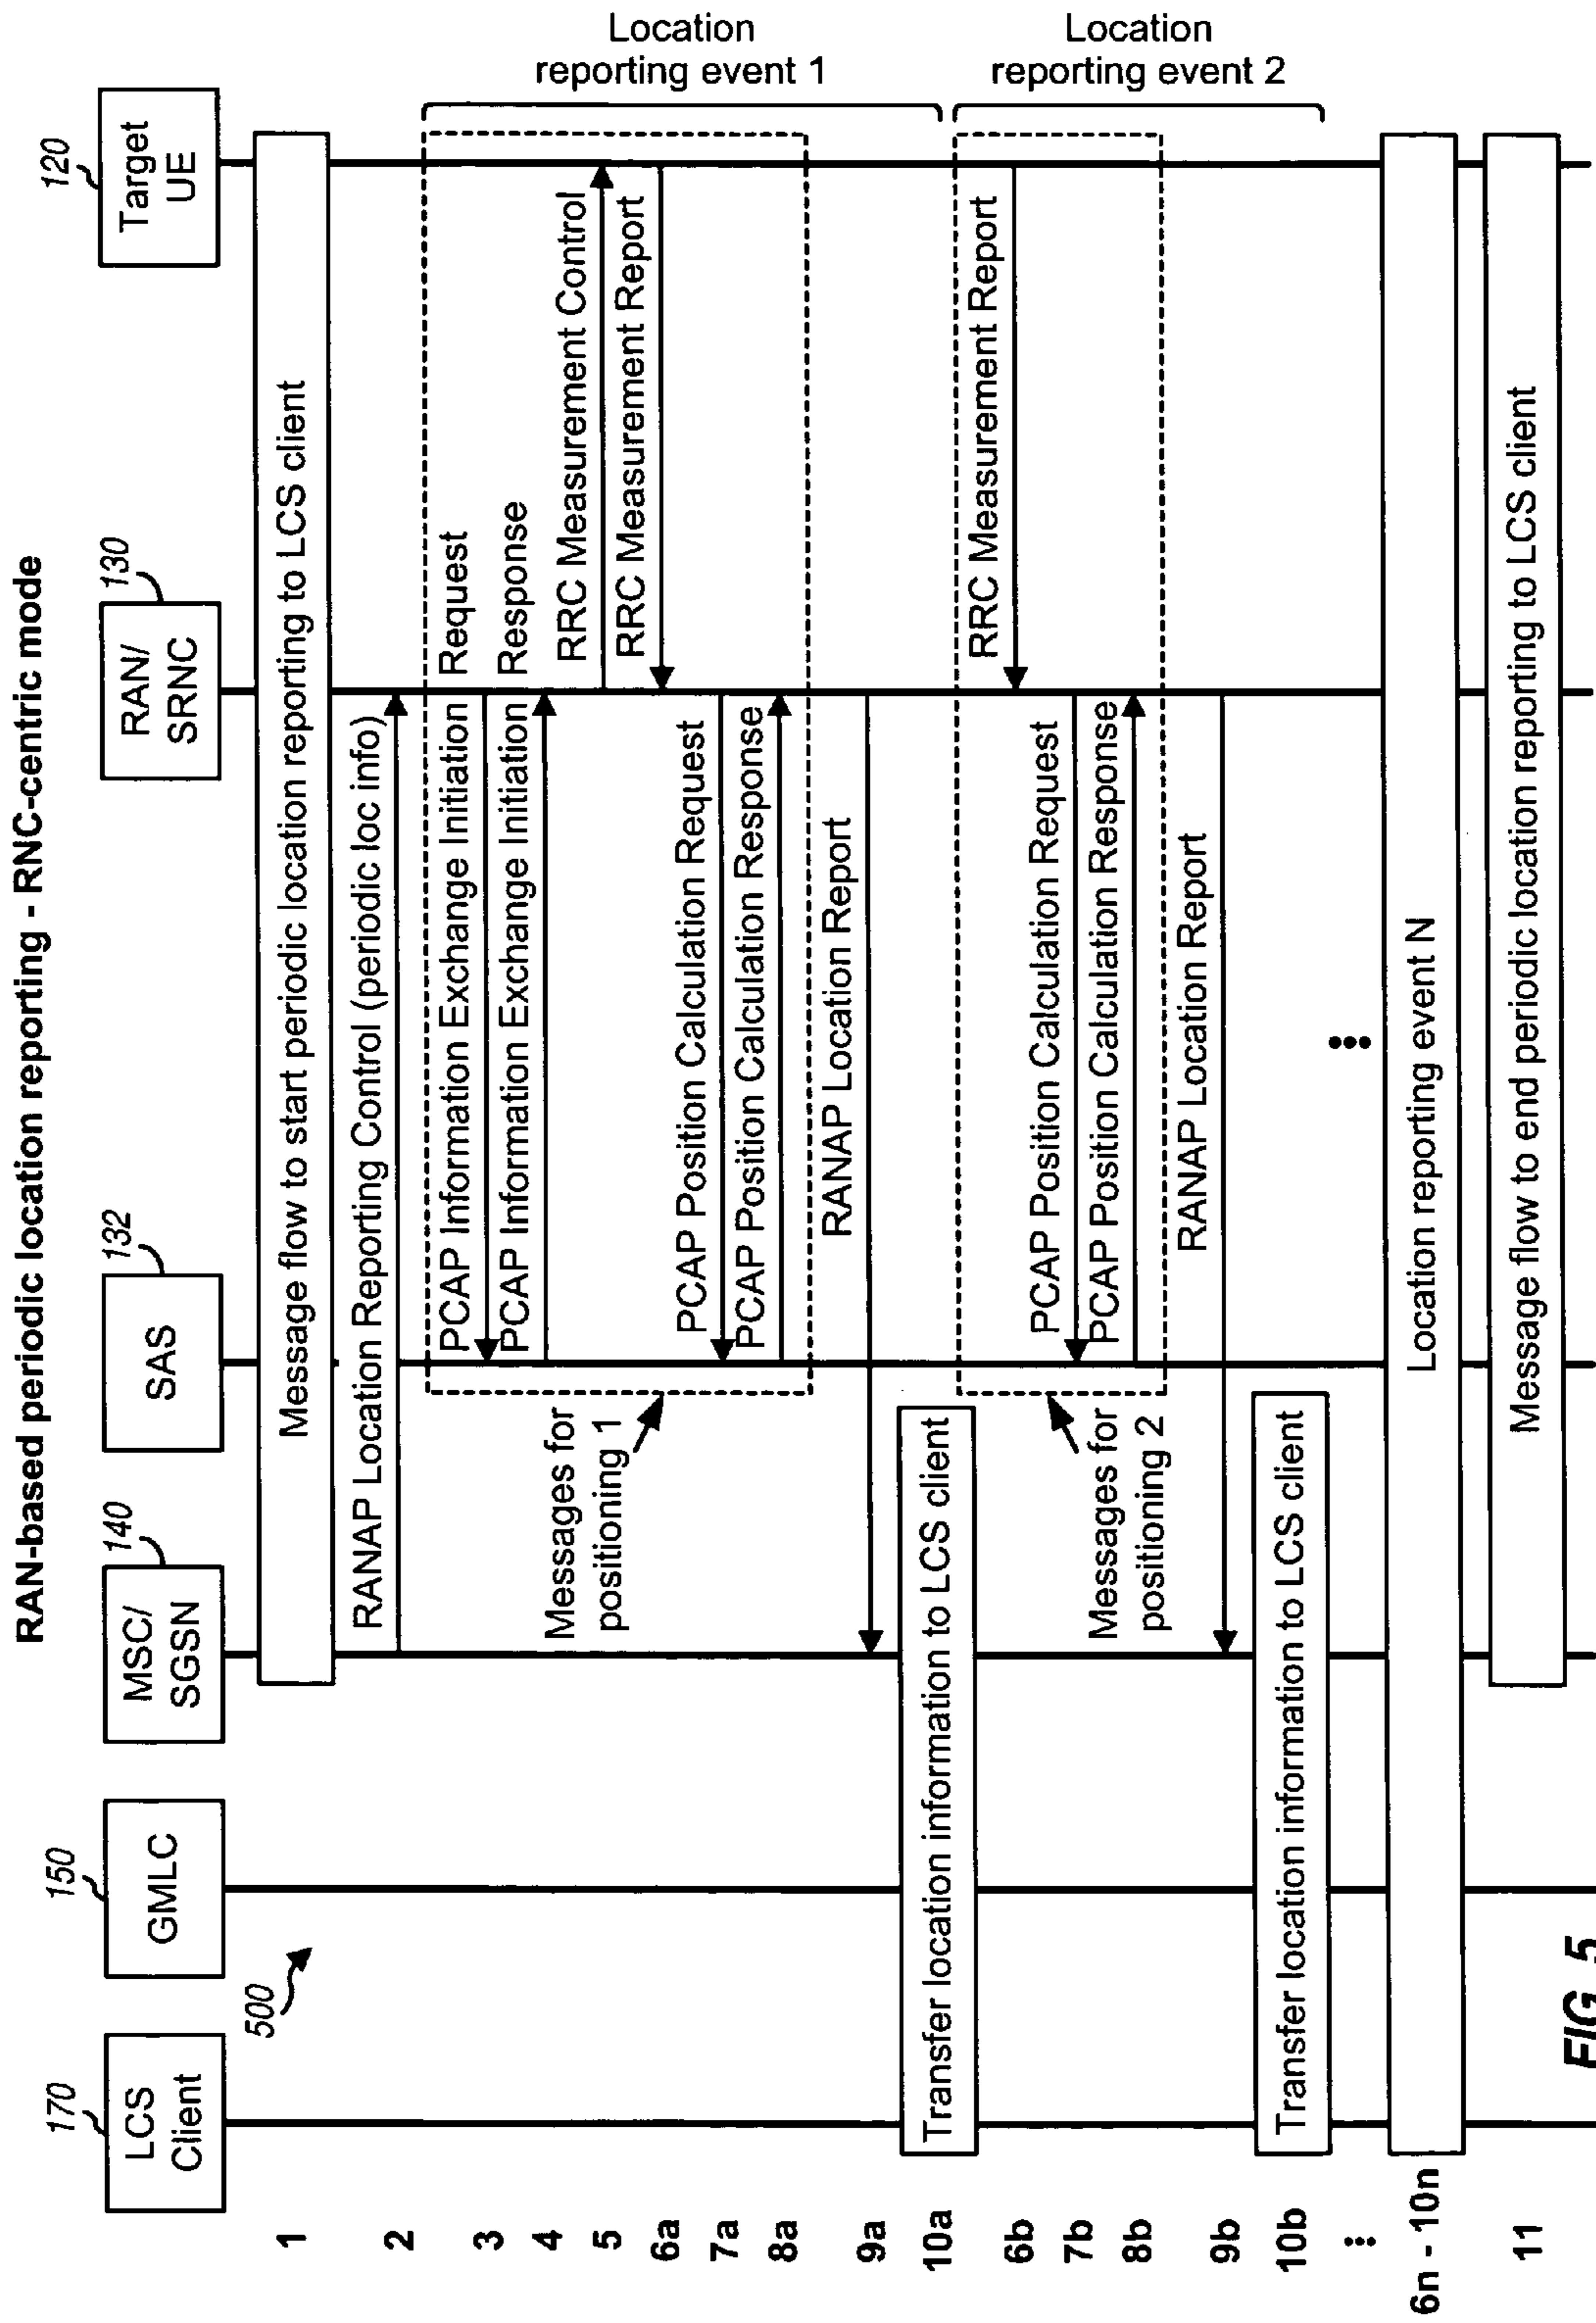 RAN-based periodic location reporting - RNC-centric mode
170
150
140
132
130
120
LCS
Client
GMLC
MSC/
SGSN
SAS
RAN/
SRNC
Target
UE
500
1
Message flow to start periodic location reporting to LCS client
2
RANAP Location Reporting Control (periodic loc info)
3
PCAP Information Exchange Initiation Request
4
PCAP Information Exchange Initiation Response
5
RRC Measurement Control
6a
RRC Measurement Report
Messages for
positioning 1
7a
PCAP Position Calculation Request
8a
PCAP Position Calculation Response
9a
RANAP Location Report
10a
Transfer location information to LCS client
Location
reporting event 1
6b
RRC Measurement Report
7b
PCAP Position Calculation Request
Messages for
positioning 2
8b
PCAP Position Calculation Response
9b
RANAP Location Report
10b
Transfer location information to LCS client
Location
reporting event 2
6n - 10n
Location reporting event N
11
Message flow to end periodic location reporting to LCS client
FIG. 5